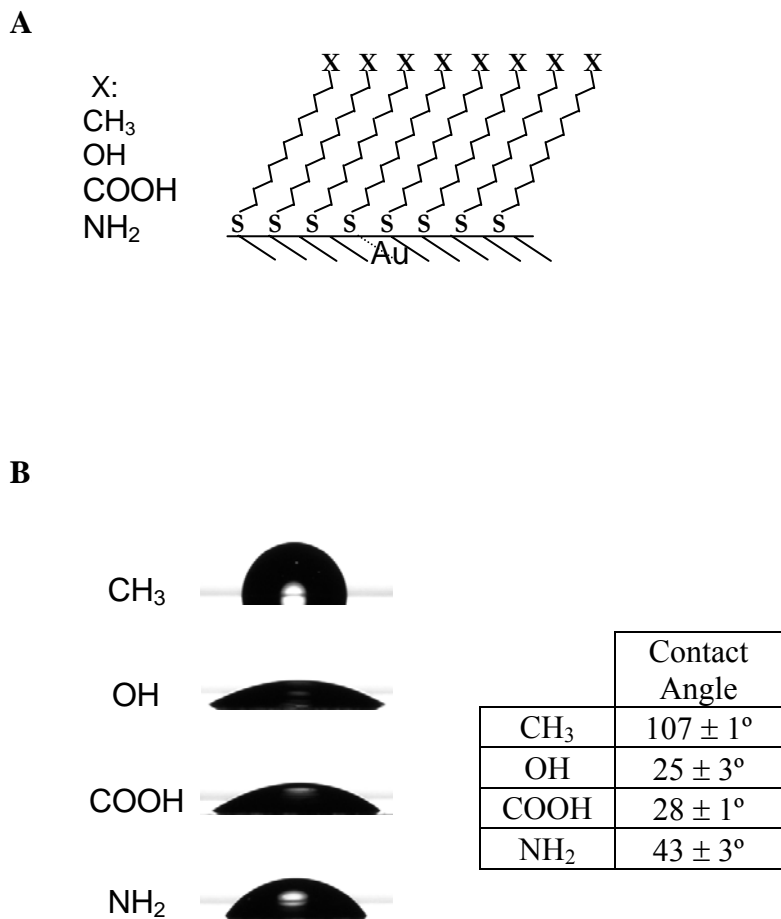 A
X X X X X X X X
X:
CH₃
OH
COOH
NH₂
S S S S S S S S
Au
B
CH₃
OH
COOH
NH₂
Contact
Angle
CH₃ 107 ± 1º
OH 25 ± 3º
COOH 28 ± 1º
NH₂ 43 ± 3º